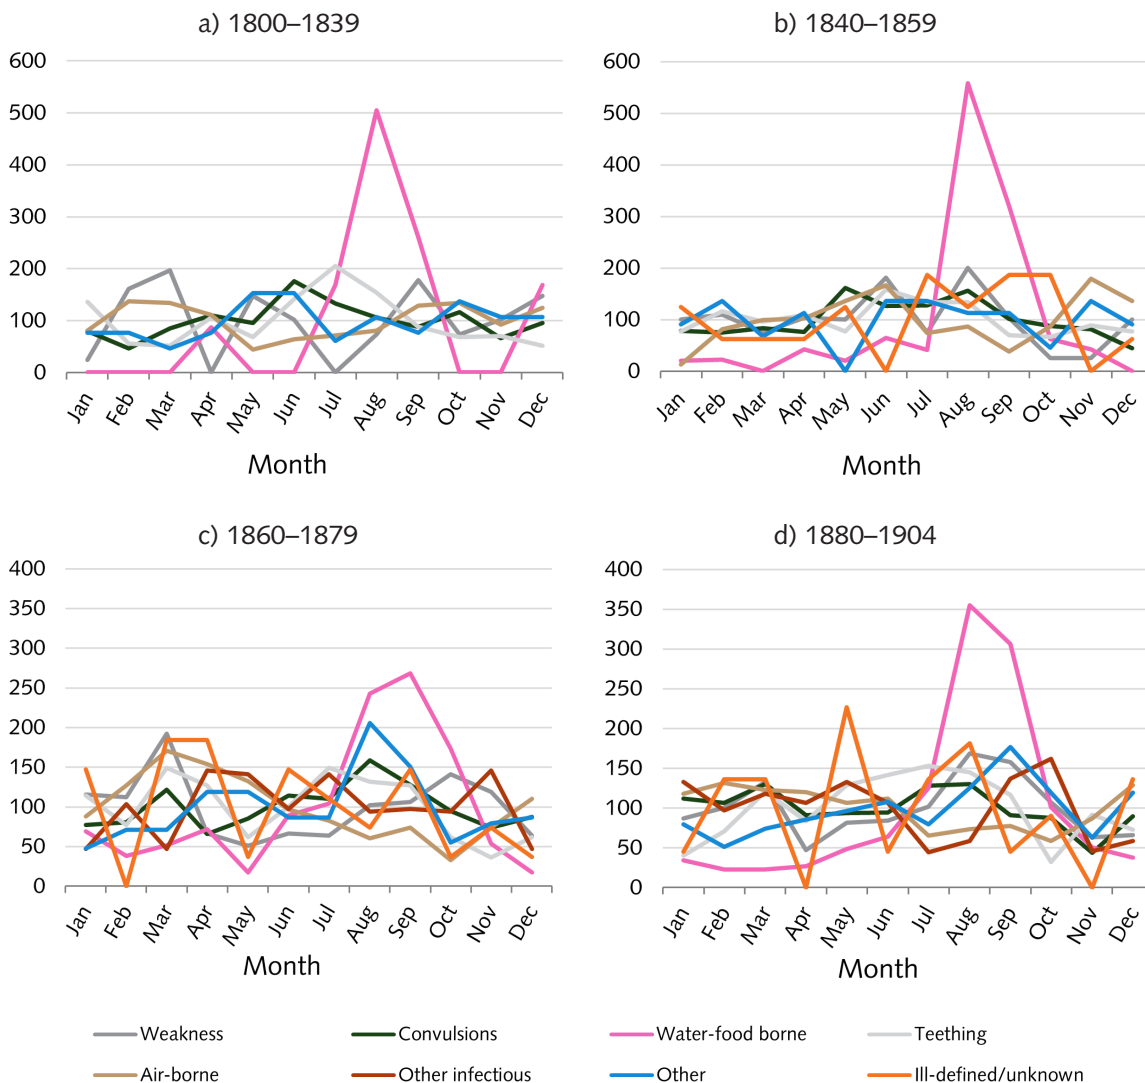 a) 1800–1839
600
500
400
300
200
100
0
Jan Feb Mar Apr May Jun Jul Aug Sep Oct Nov Dec
Month
b) 1840–1859
600
500
400
300
200
100
0
Jan Feb Mar Apr May Jun Jul Aug Sep Oct Nov Dec
Month
c) 1860–1879
400
350
300
250
200
150
100
50
0
Jan Feb Mar Apr May Jun Jul Aug Sep Oct Nov Dec
Month
d) 1880–1904
400
350
300
250
200
150
100
50
0
Jan Feb Mar Apr May Jun Jul Aug Sep Oct Nov Dec
Month
Weakness Convulsions Water-food borne Teething
Air-borne Other infectious Other Ill-defined/unknown